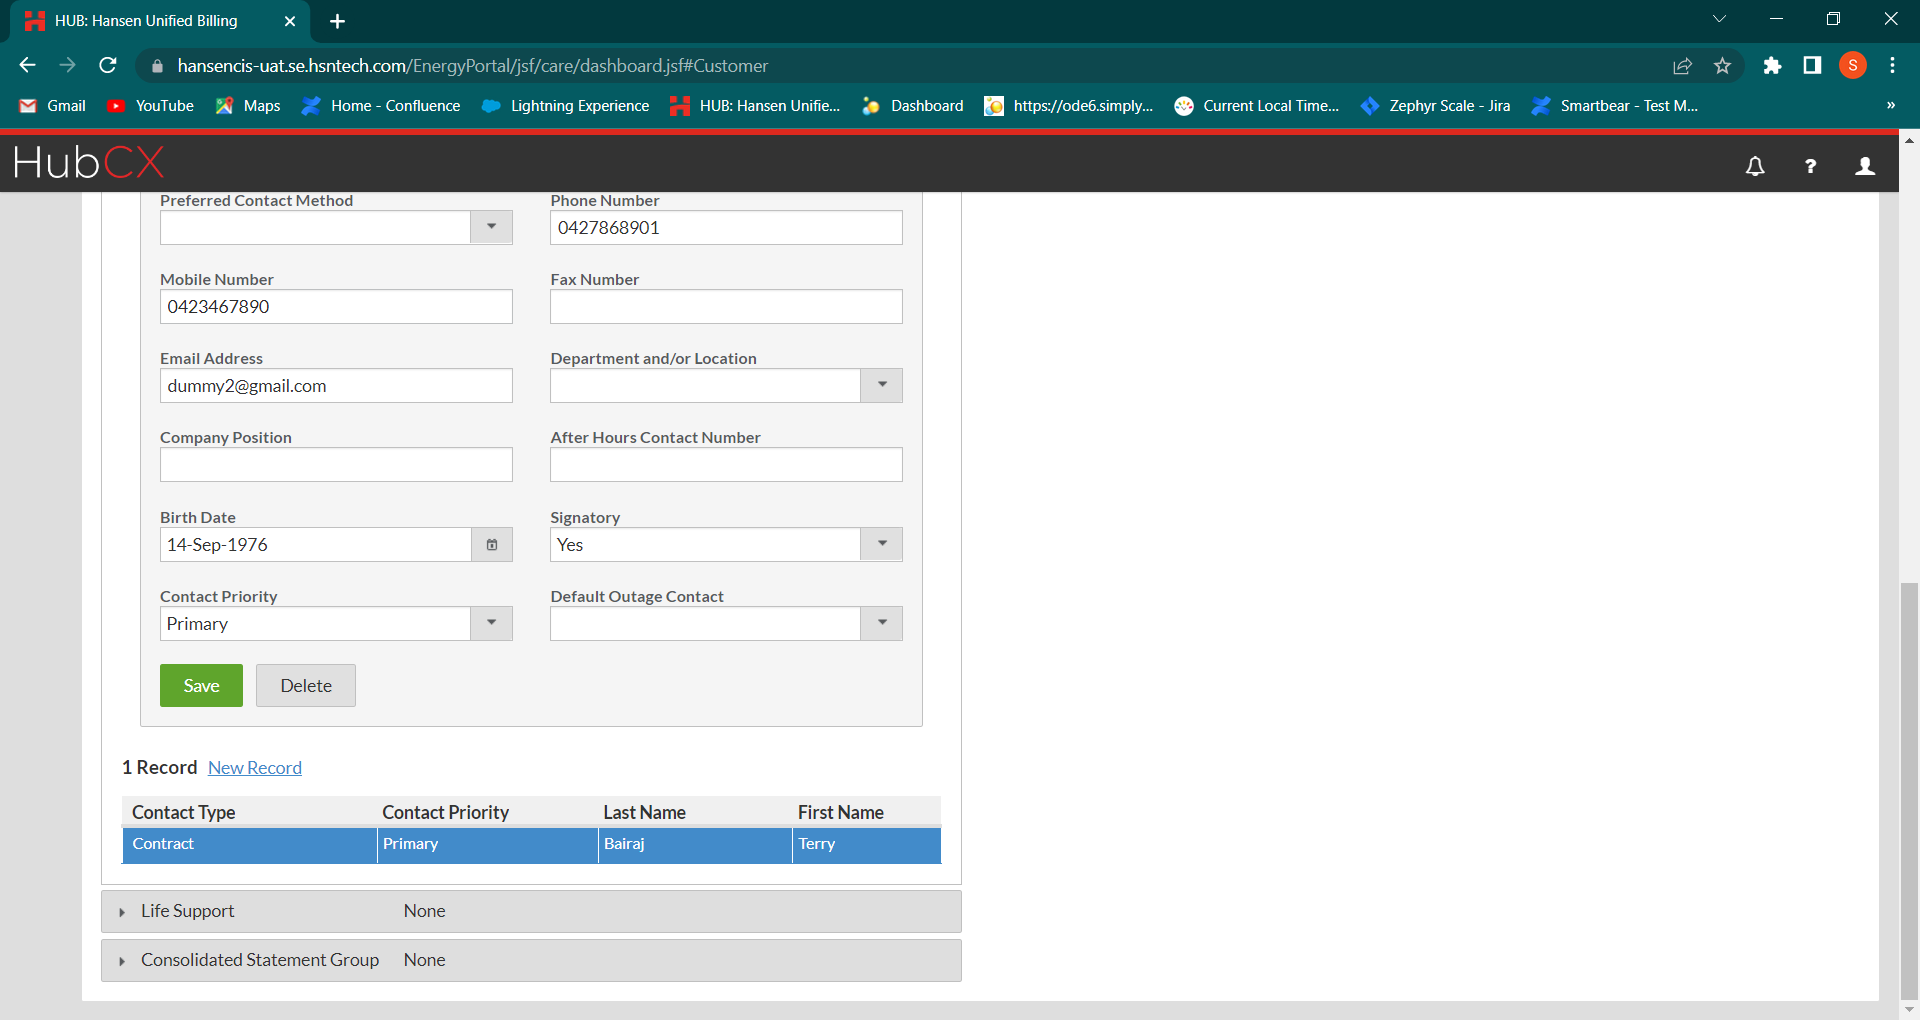 HUB: Hansen Unified Billing
hansencis-uat.se.hsntech.com/EnergyPortal/jsf/care/dashboard.jsf#Customer
S
Gmail YouTube Maps Home - Confluence Lightning Experience HUB: Hansen Unifie... Dashboard https://ode6.simply... Current Local Time... Zephyr Scale - Jira Smartbear - Test M... »
HubCX ?
Preferred Contact Method Phone Number
0427868901
Mobile Number Fax Number
0423467890
Email Address Department and/or Location
dummy2@gmail.com
Company Position After Hours Contact Number
Birth Date Signatory
14-Sep-1976 Yes
Contact Priority Default Outage Contact
Primary
Save Delete
1 Record New Record
Contact Type Contact Priority Last Name First Name
Contract Primary Bairaj Terry
Life Support None
Consolidated Statement Group None